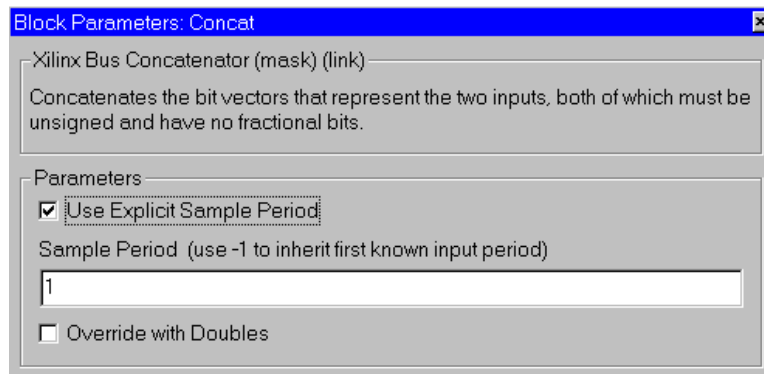 Block Parameters: Concat
Xilinx Bus Concatenator (mask) (link)
Concatenates the bit vectors that represent the two inputs, both of which must be
unsigned and have no fractional bits.
Parameters
Use Explicit Sample Period
Sample Period (use -1 to inherit first known input period)
1
Override with Doubles